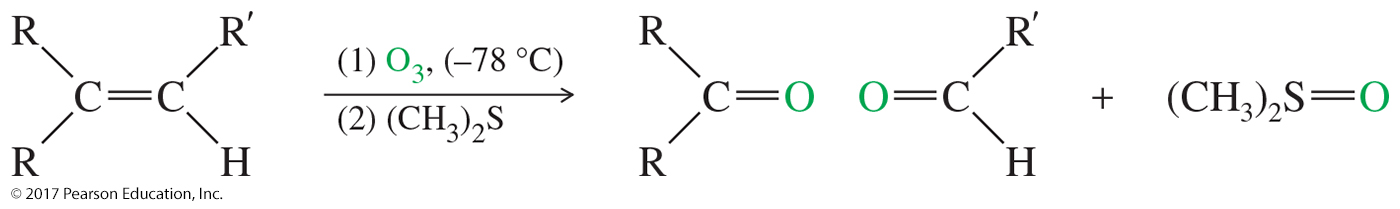 R R′ (1) O₃, (–78 °C) R R′
C=C C=O O=C + (CH₃)₂S=O
(2) (CH₃)₂S
R H R H
© 2017 Pearson Education, Inc.